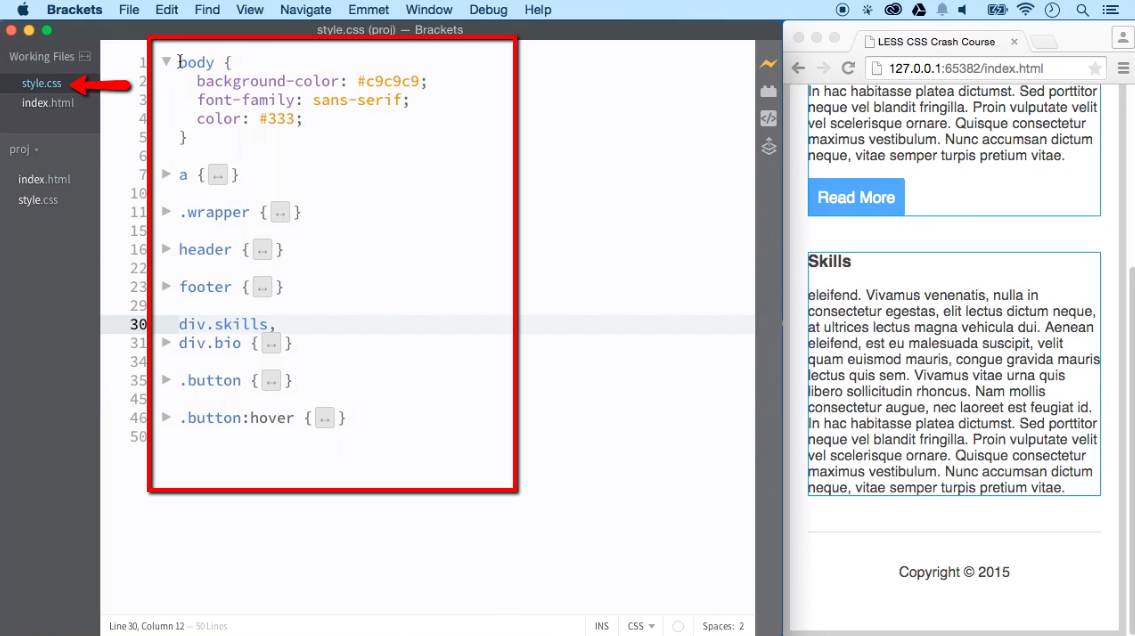 Brackets File Edit Find View Navigate Emmet Window Debug Help
style.css (proj) — Brackets
Working Files
style.css
index.html
proj
index.html
style.css
1 body {
2 background-color: #c9c9c9;
3 font-family: sans-serif;
4 color: #333;
5 }
6
7 a { ↔ }
10
11 .wrapper { ↔ }
15
16 header { ↔ }
22
23 footer { ↔ }
29
30 div.skills,
31 div.bio { ↔ }
34
35 .button { ↔ }
45
46 .button:hover { ↔ }
50
Line 30, Column 12 — 50 Lines
INS CSS Spaces: 2
LESS CSS Crash Course
127.0.0.1:65382/index.html
In hac habitasse platea dictumst. Sed porttitor
neque vel blandit fringilla. Proin vulputate velit
vel scelerisque ornare. Quisque consectetur
maximus vestibulum. Nunc accumsan dictum
neque, vitae semper turpis pretium vitae.
Read More
Skills
eleifend. Vivamus venenatis, nulla in
consectetur egestas, elit lectus dictum neque,
at ultrices lectus magna vehicula dui. Aenean
eleifend, est eu malesuada suscipit, velit
quam euismod mauris, congue gravida mauris
lectus quis sem. Vivamus vitae urna quis
libero sollicitudin rhoncus. Nam mollis
consectetur augue, nec laoreet est feugiat id.
In hac habitasse platea dictumst. Sed porttitor
neque vel blandit fringilla. Proin vulputate velit
vel scelerisque ornare. Quisque consectetur
maximus vestibulum. Nunc accumsan dictum
neque, vitae semper turpis pretium vitae.
Copyright © 2015